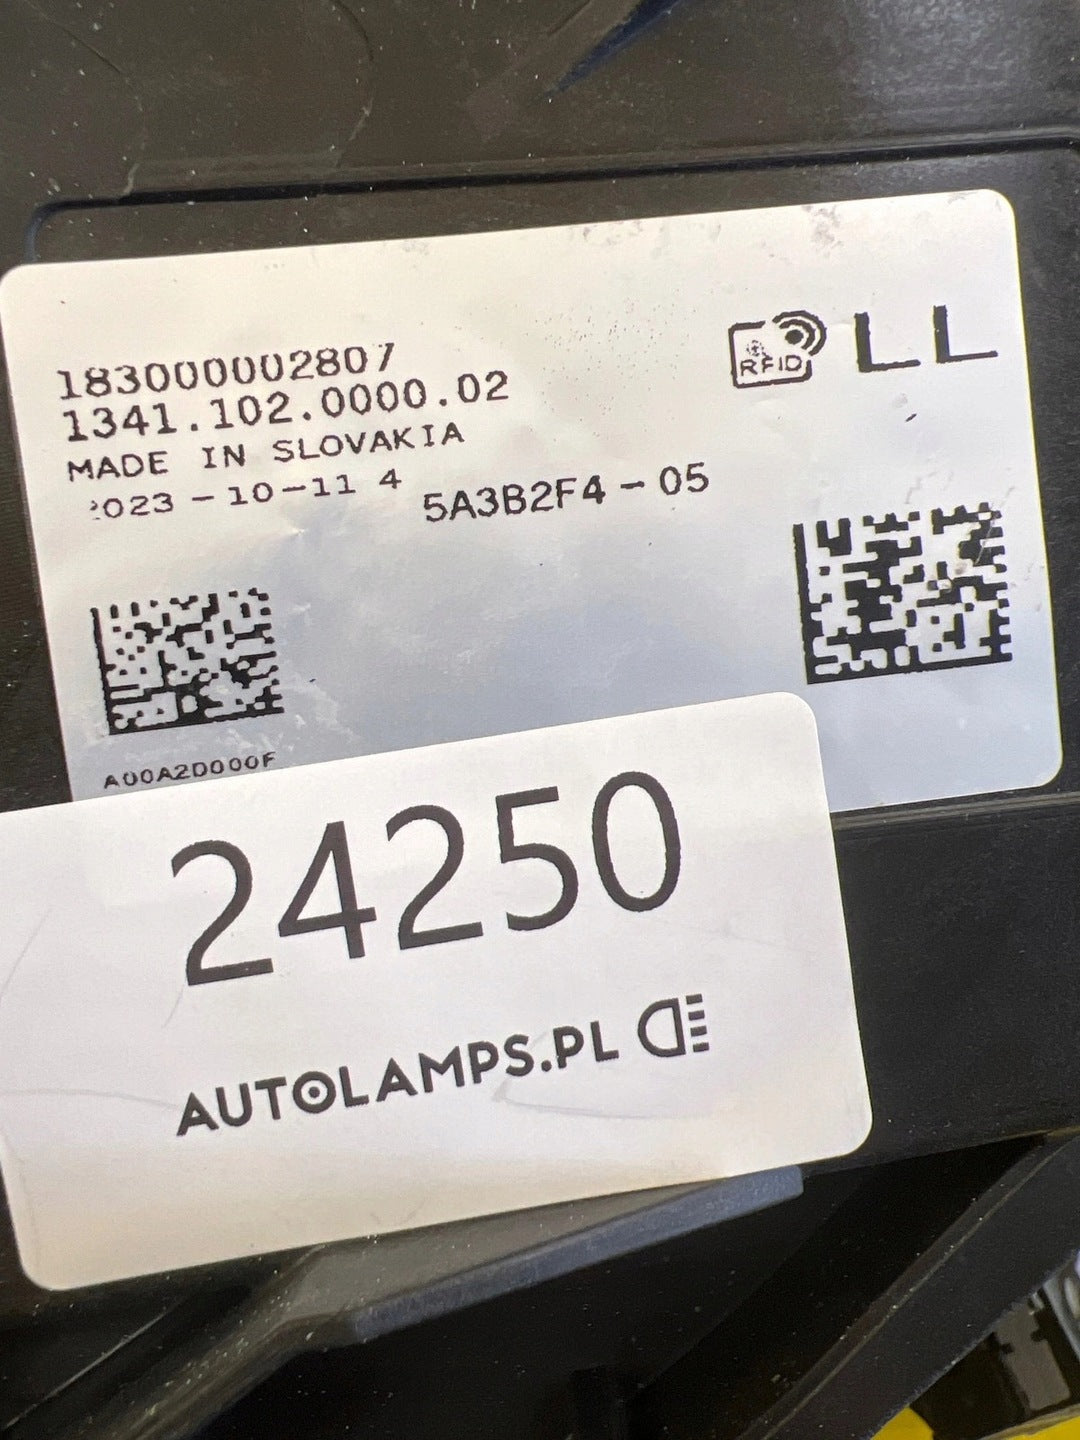 183000002807
1341.102.0000.02
MADE IN SLOVAKIA
2023-10-11 4
5A3B2F4-05
RFID
LL
A00A2D000F
24250
AUTOLAMPS.PL